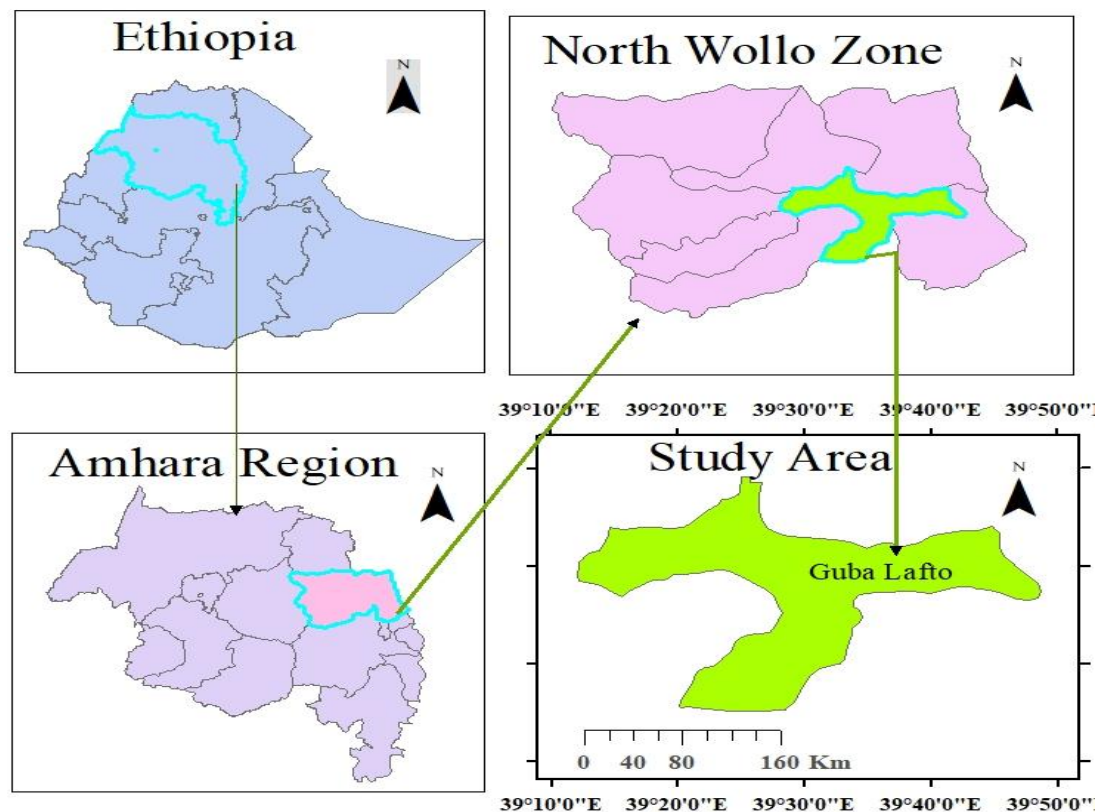 Ethiopia
N
North Wollo Zone
N
39°10'0"E 39°20'0"E 39°30'0"E 39°40'0"E 39°50'0"E
Amhara Region
N
Study Area
N
Guba Lafto
0 40 80 160 Km
39°10'0"E 39°20'0"E 39°30'0"E 39°40'0"E 39°50'0"E